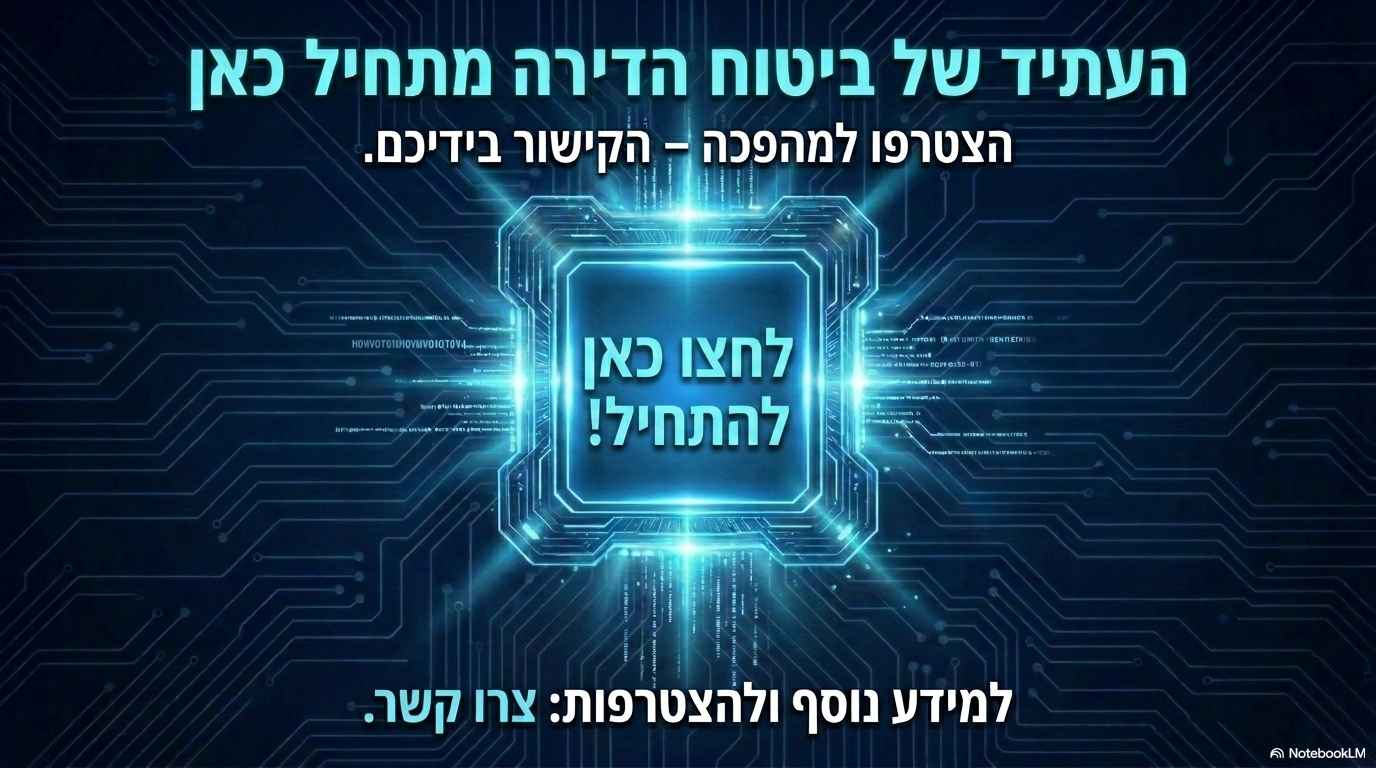 העתיד של ביטוח הדירה מתחיל כאן
הצטרפו למהפכה – הקישור בידיכם.
לחצו כאן
להתחיל!
למידע נוסף ולהצטרפות: צרו קשר.
NotebookLM